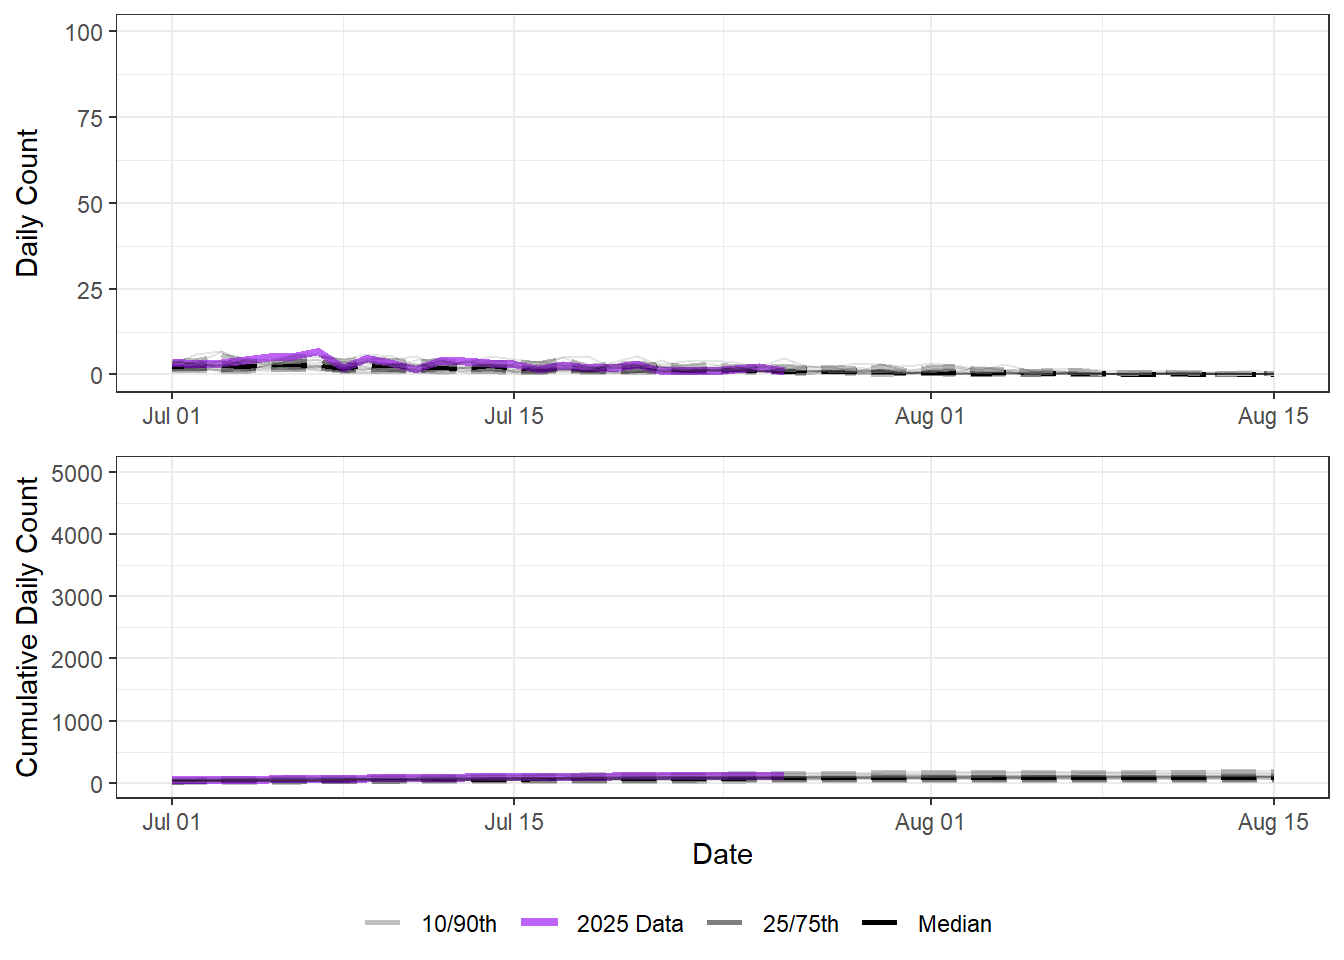 Daily Count
100
75
50
25
0
Jul 01 Jul 15 Aug 01 Aug 15
Cumulative Daily Count
5000
4000
3000
2000
1000
0
Jul 01 Jul 15 Aug 01 Aug 15
Date
10/90th 2025 Data 25/75th Median